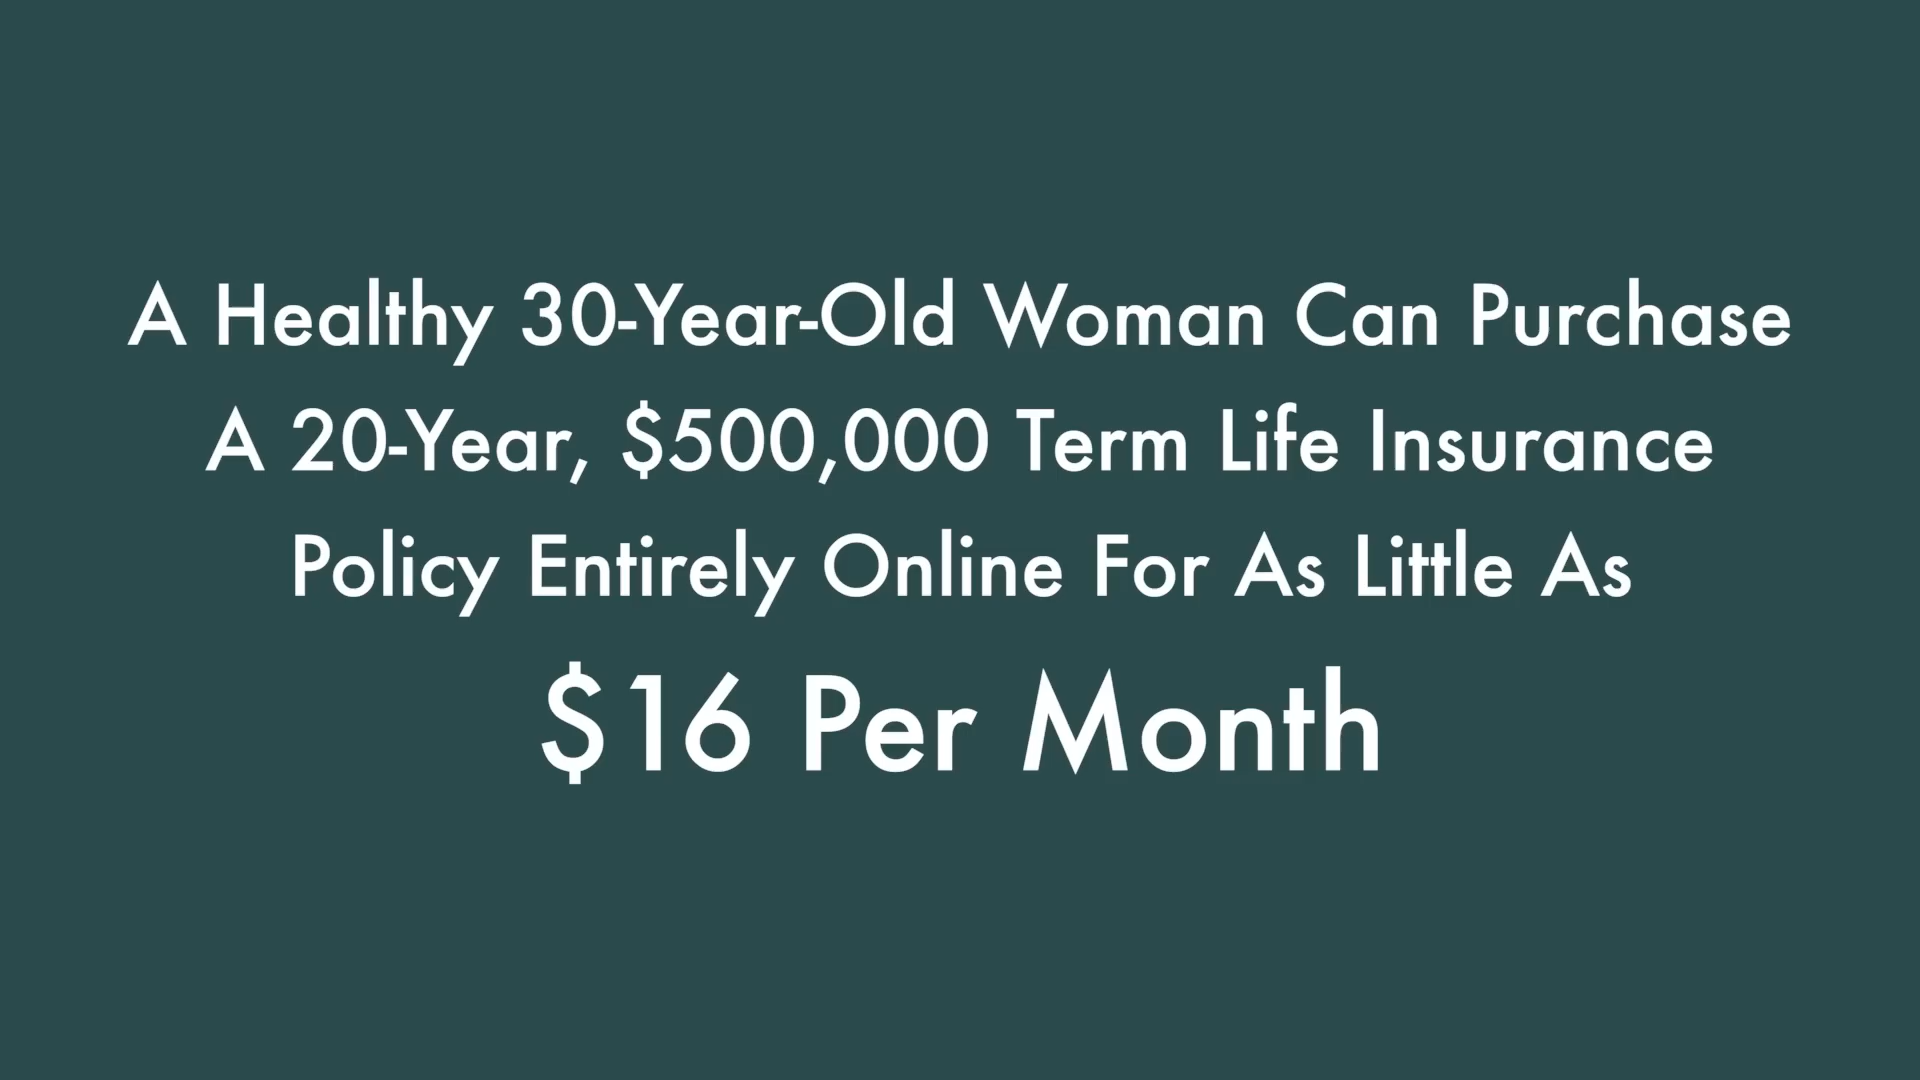 A Healthy 30-Year-Old Woman Can Purchase
A 20-Year, $500,000 Term Life Insurance
Policy Entirely Online For As Little As
$16 Per Month